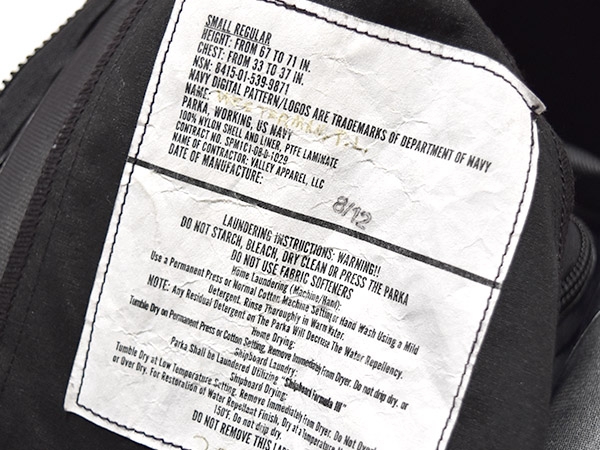 SMALL REGULAR
HEIGHT: FROM 67 TO 71 IN.
CHEST: FROM 33 TO 37 IN.
NSN: 8415-01-539-9871
NAVY DIGITAL PATTERN/LOGOS ARE TRADEMARKS OF DEPARTMENT OF NAVY
NAME:
PARKA, WORKING, US NAVY
100% NYLON SHELL AND LINER, PTFE LAMINATE
CONTRACT NO. SPM1C1-08-
NAME OF CONTRACTOR: VALLEY APPAREL, LLC
DATE OF MANUFACTURE: 8/12
LAUNDERING INSTRUCTIONS: WARNING!!
DO NOT STARCH, BLEACH, DRY CLEAN OR PRESS THE PARKA
DO NOT USE FABRIC SOFTENERS
Home Laundering (Machine/Hand):
Use a Permanent Press or Normal Cotton Machine Setting or Hand Wash Using a Mild
Detergent. Rinse Thoroughly in Warm Water.
NOTE: Any Residual Detergent on The Parka Will Decrease The Water Repellency.
Home Drying:
Tumble Dry on Permanent Press or Cotton Setting, Remove Immediately from Dryer. Do not drip dry.
Shipboard Laundry:
Parka Shall be Laundered Utilizing "Shipboard Formula III"
Shipboard Drying:
Tumble Dry at Low Temperature Setting, Remove Immediately From Dryer. Do Not Drip dry
or Over Dry. For Restoration of Water Repellent Finish, Dry at a Temperature
150°F. Do not drip dry.
DO NOT REMOVE THIS LAB